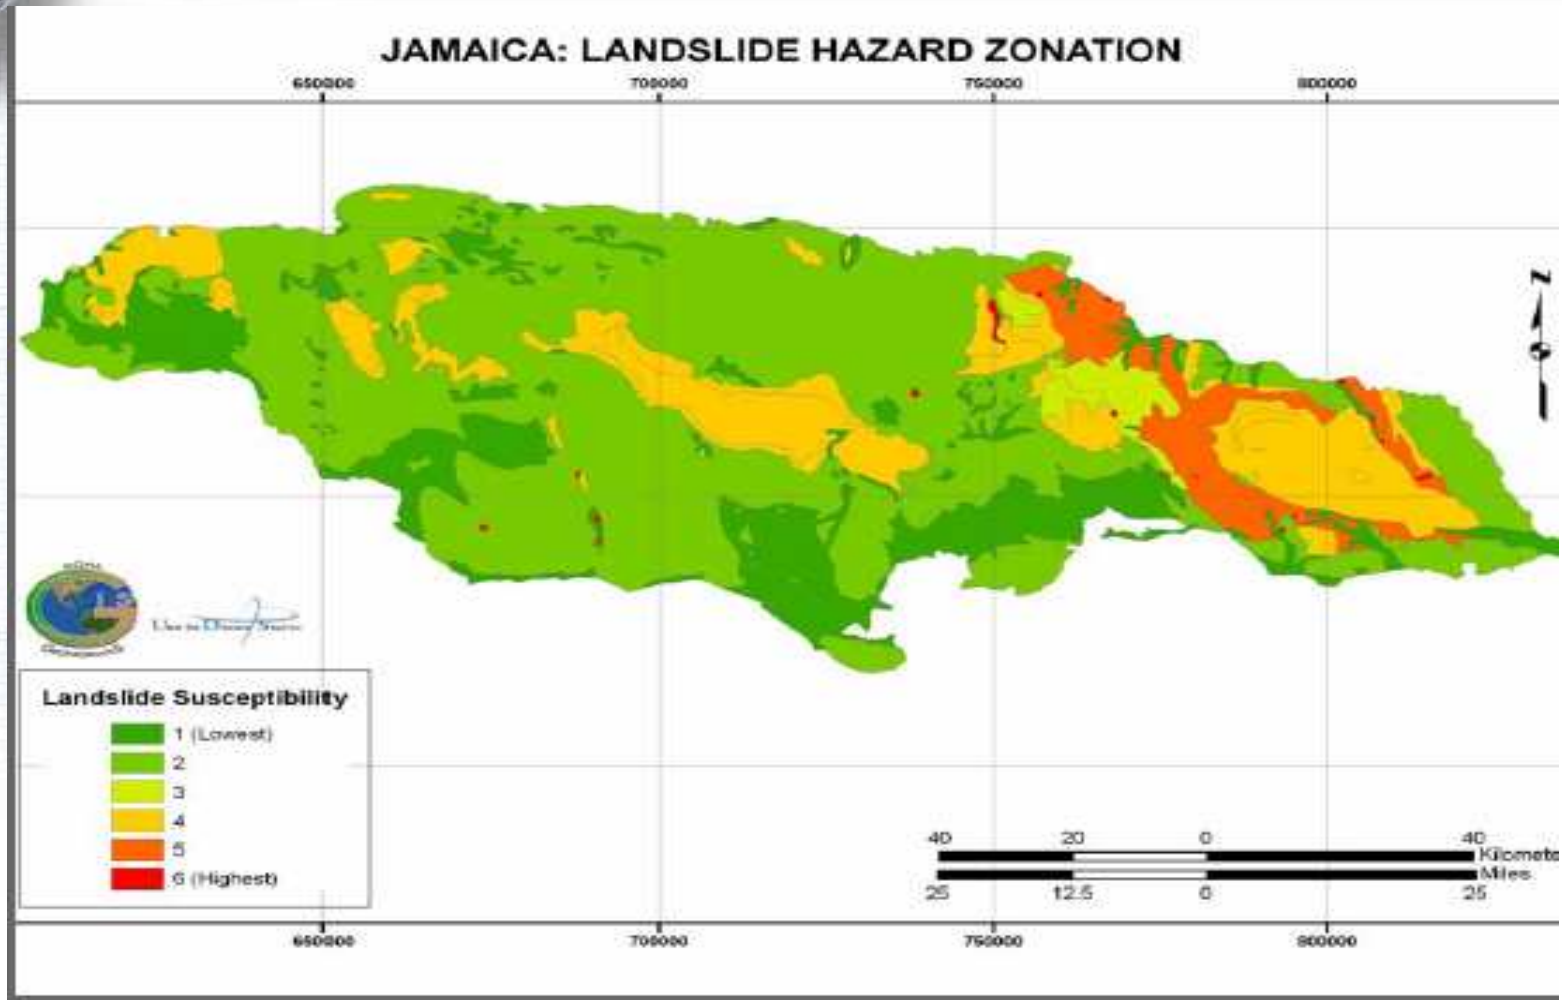 JAMAICA: LANDSLIDE HAZARD ZONATION
650000 700000 750000 800000
N
Landslide Susceptibility
1 (Lowest)
2
3
4
5
6 (Highest)
40 20 0 40
Kilomete
Miles
25 12.5 0 25
650000 700000 750000 800000